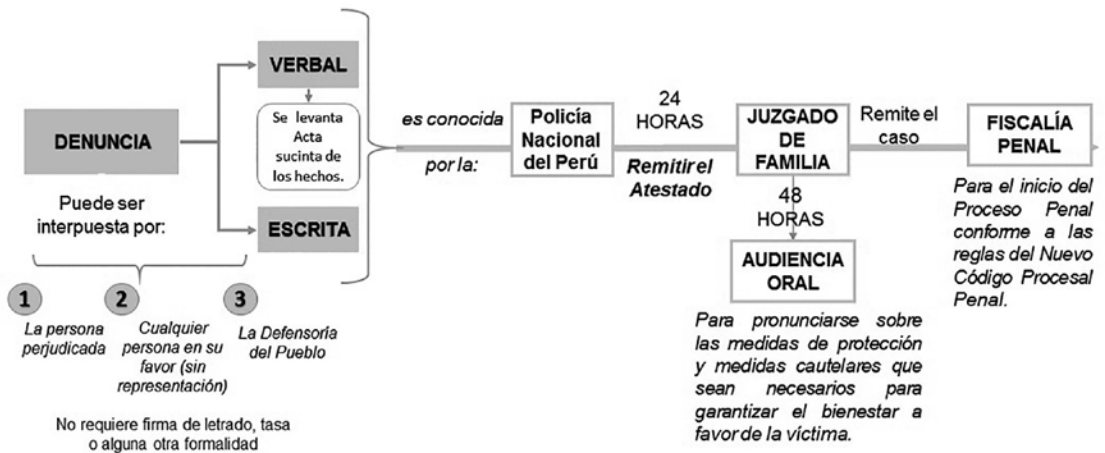 DENUNCIA
Puede ser
interpuesta por:
1
La persona
perjudicada
2
Cualquier
persona en su
favor (sin
representación)
3
La Defensoría
del Pueblo
No requiere firma de letrado, tasa
o alguna otra formalidad
VERBAL
Se levanta
Acta
sucinta de
los hechos.
ESCRITA
es conocida
por la:
Policía
Nacional
del Perú
24
HORAS
Remitir el
Atestado
JUZGADO
DE
FAMILIA
48
HORAS
AUDIENCIA
ORAL
Para pronunciarse sobre
las medidas de protección
y medidas cautelares que
sean necesarios para
garantizar el bienestar a
favor de la víctima.
Remite el
caso
FISCALÍA
PENAL
Para el inicio del
Proceso Penal
conforme a las
reglas del Nuevo
Código Procesal
Penal.